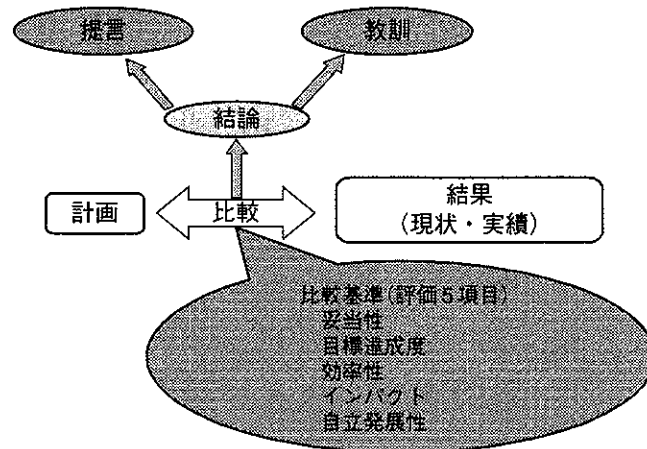 提言
教訓
結論
計画
比較
結果
(現状・実績)
比較基準(評価5項目)
妥当性
目標達成度
効率性
インパクト
自立発展性